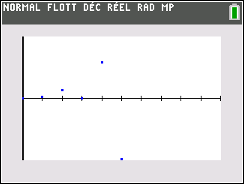 NORMAL FLOTT DÉC RÉEL RAD MP